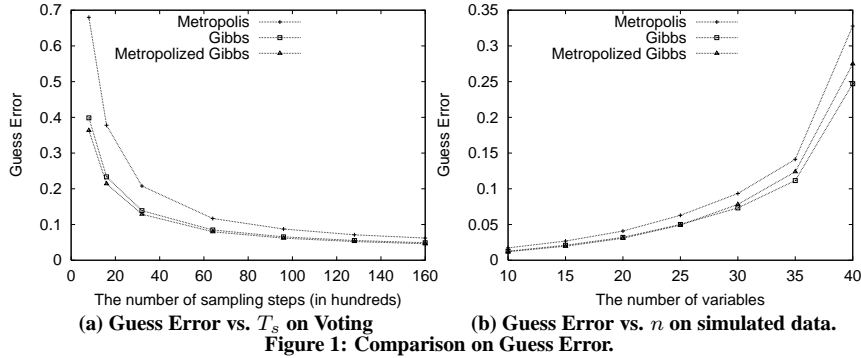 0.7
0.6
0.5
0.4
0.3
0.2
0.1
0
Guess Error
Metropolis
Gibbs
Metropolized Gibbs
0 20 40 60 80 100 120 140 160
The number of sampling steps (in hundreds)
(a) Guess Error vs. T_s on Voting
0.35
0.3
0.25
0.2
0.15
0.1
0.05
0
Guess Error
Metropolis
Gibbs
Metropolized Gibbs
10 15 20 25 30 35 40
The number of variables
(b) Guess Error vs. n on simulated data.
Figure 1: Comparison on Guess Error.